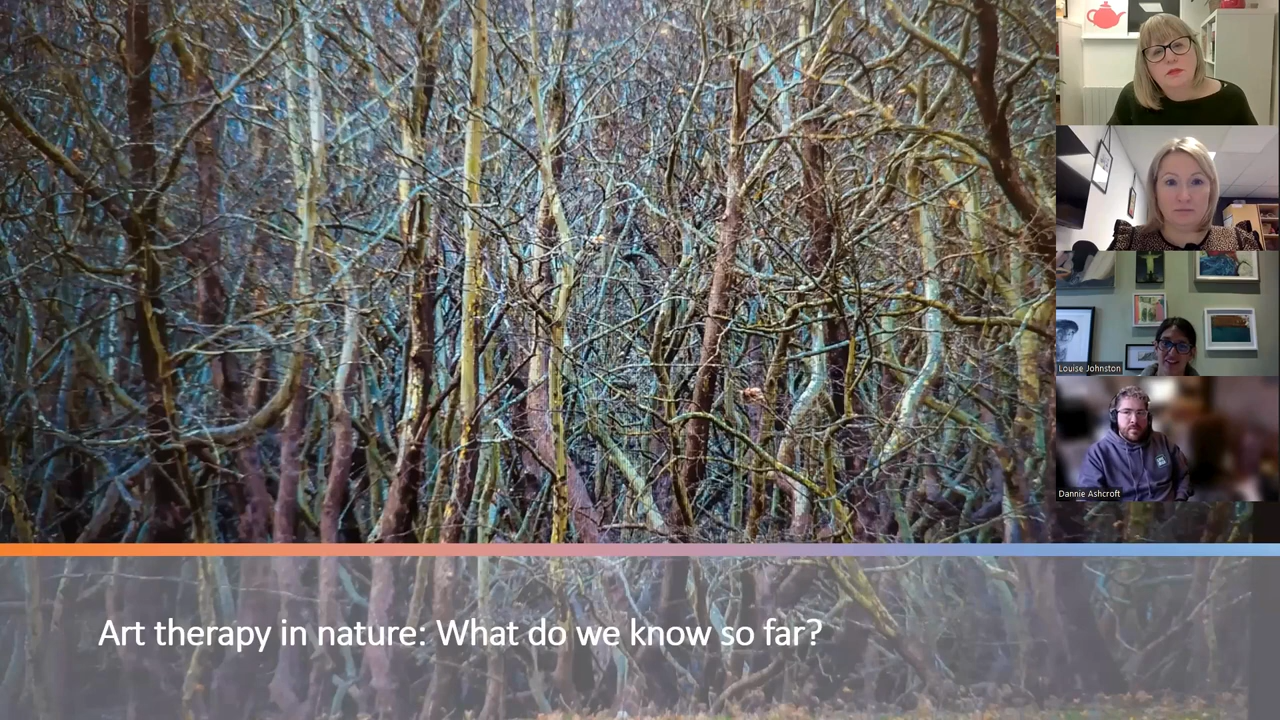 Louise Johnston
Dannie Ashcroft
Art therapy in nature: What do we know so far?